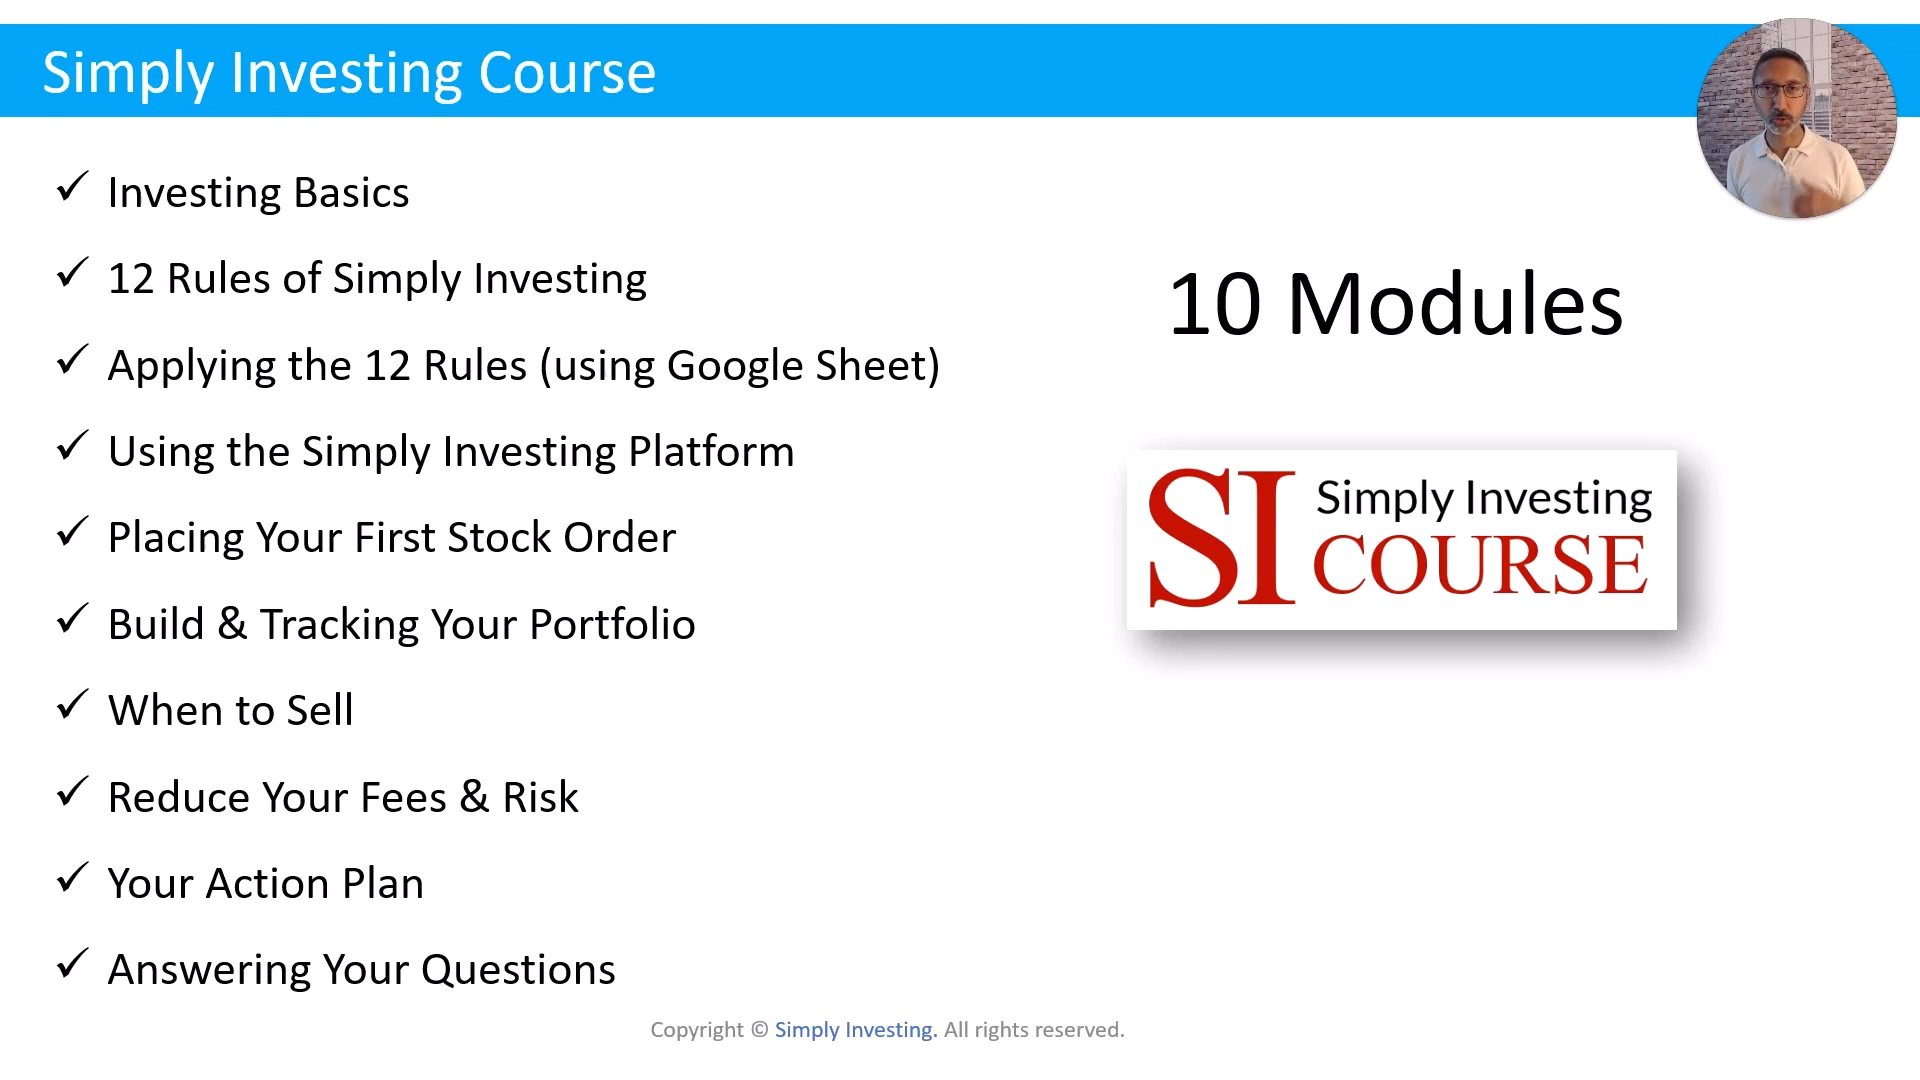 Simply Investing Course
Investing Basics
12 Rules of Simply Investing
Applying the 12 Rules (using Google Sheet)
Using the Simply Investing Platform
Placing Your First Stock Order
Build & Tracking Your Portfolio
When to Sell
Reduce Your Fees & Risk
Your Action Plan
Answering Your Questions
10 Modules
SI
Simply Investing
COURSE
Copyright © Simply Investing. All rights reserved.